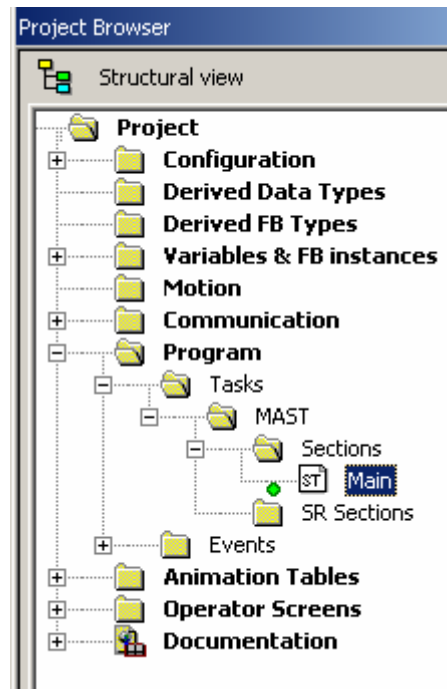 Project Browser
Structural view
Project
Configuration
Derived Data Types
Derived FB Types
Variables & FB instances
Motion
Communication
Program
Tasks
MAST
Sections
ST Main
SR Sections
Events
Animation Tables
Operator Screens
Documentation